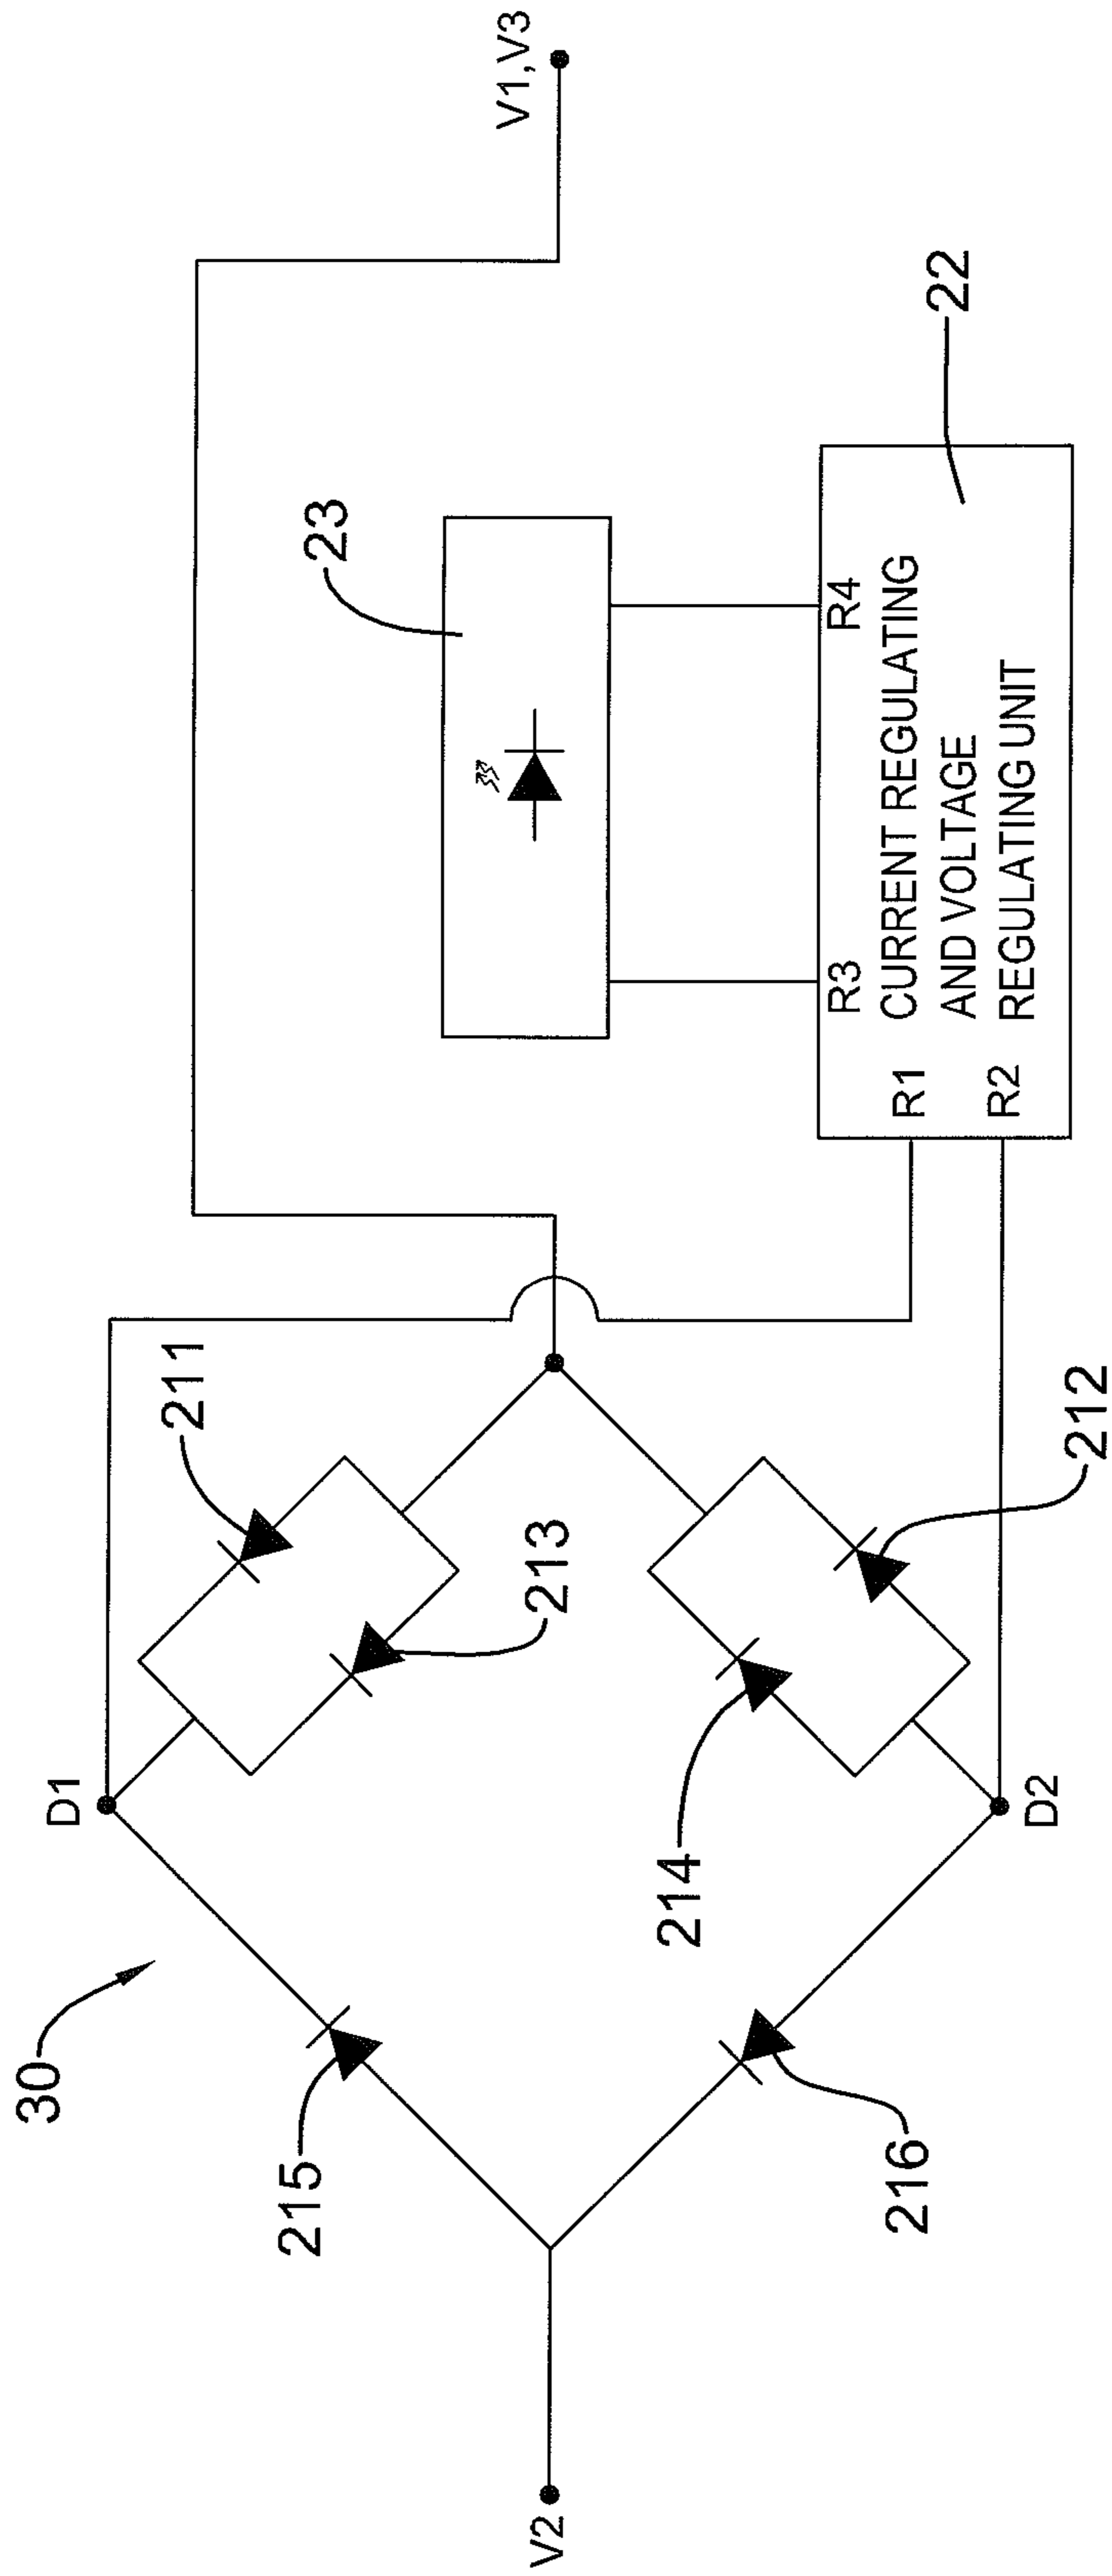 30
D1
211
V1,V3
23
215
213
V2
R3
R4
214
R1
CURRENT REGULATING
22
AND VOLTAGE
R2
REGULATING UNIT
216
D2
212